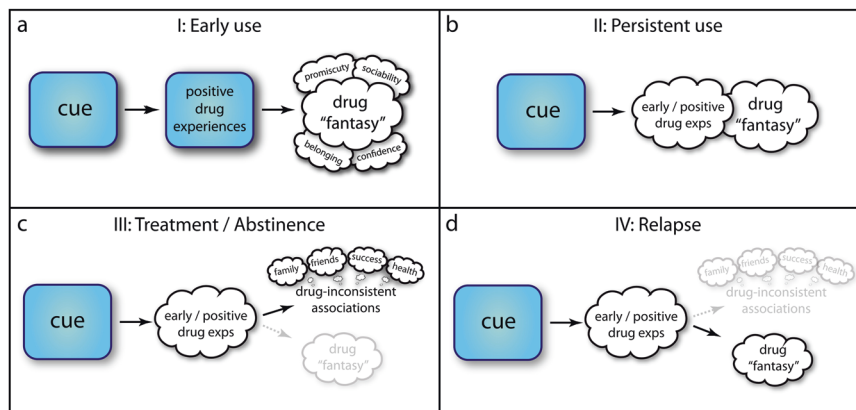 a
I: Early use
cue
positive
drug
experiences
promiscuty
sociability
drug
"fantasy"
belonging
confidence
b
II: Persistent use
cue
early / positive
drug exps
drug
"fantasy"
c
III: Treatment / Abstinence
cue
early / positive
drug exps
family
friends
success
health
drug-inconsistent
associations
drug
"fantasy"
d
IV: Relapse
cue
early / positive
drug exps
family
friends
success
health
drug-inconsistent
associations
drug
"fantasy"